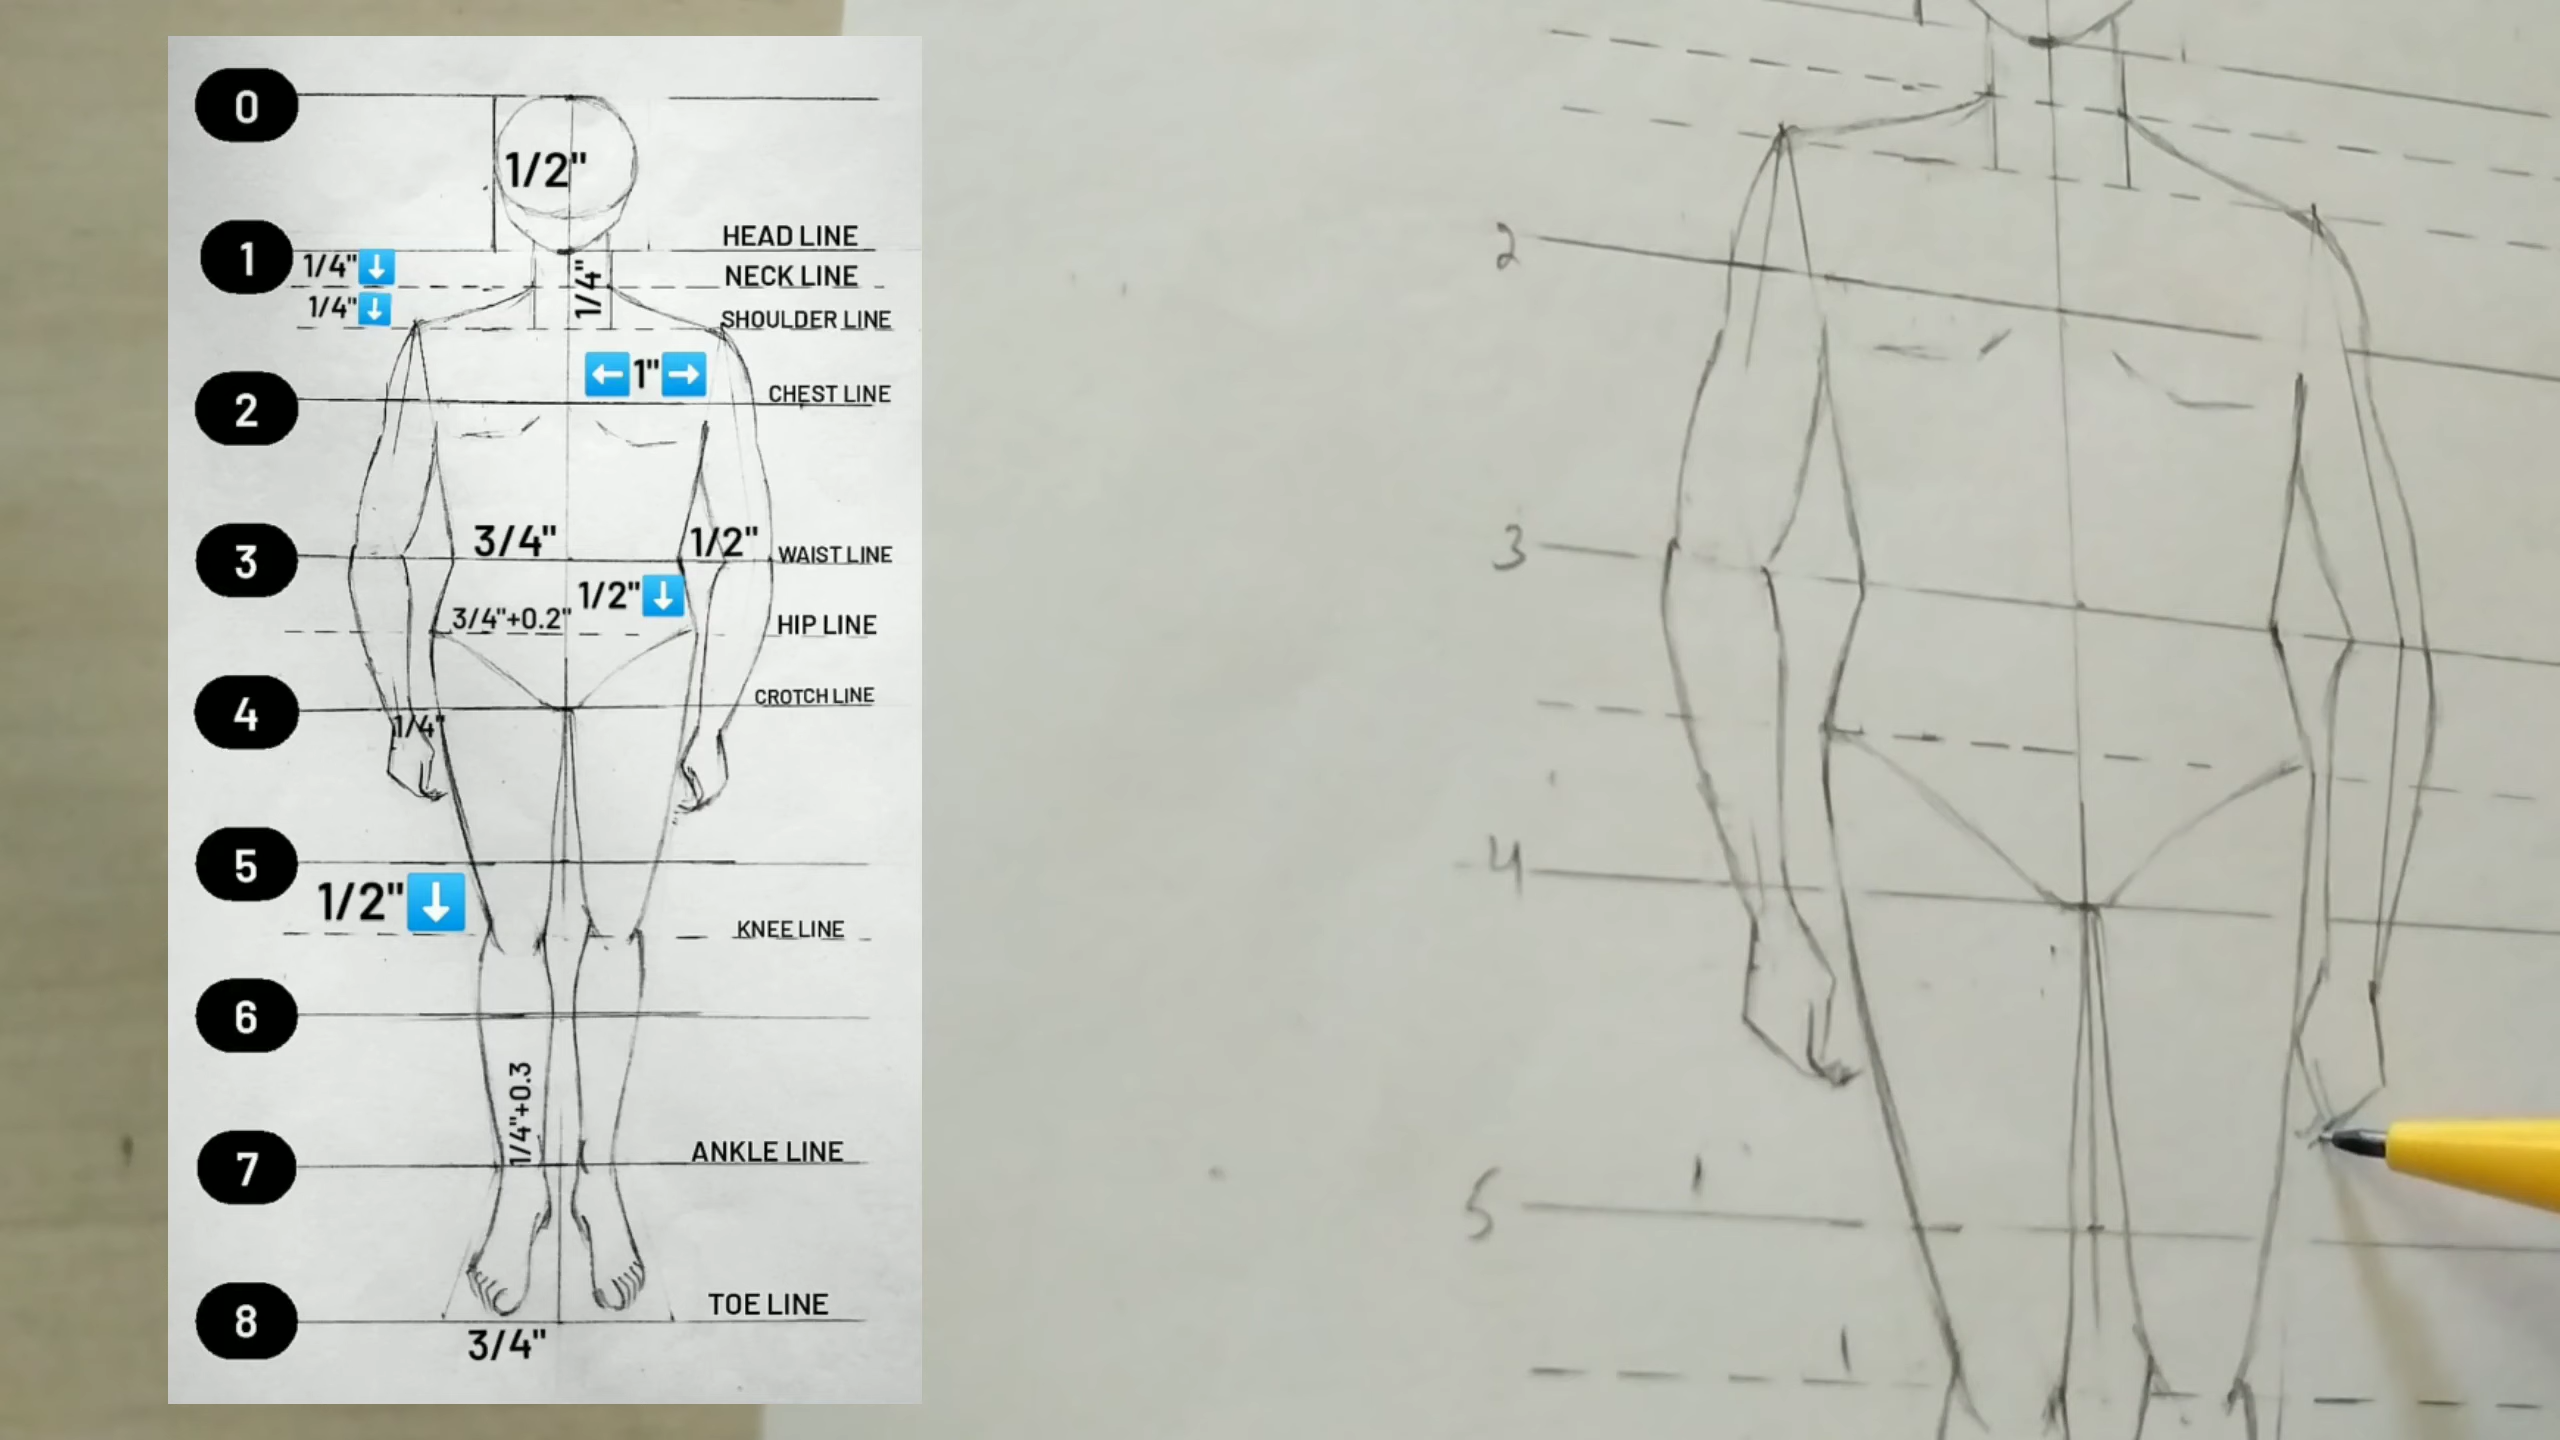 0
1/2"
HEAD LINE
1
1/4"⬇️
NECK LINE
1/4"
1/4"⬇️
SHOULDER LINE
⬅️1"➡️
2
CHEST LINE
3
3/4"
1/2"
WAIST LINE
1/2"⬇️
3/4"+0.2"
HIP LINE
4
CROTCH LINE
1/4"
5
1/2"⬇️
KNEE LINE
6
1/4"+0.3
7
ANKLE LINE
8
TOE LINE
3/4"
2
3
4
5